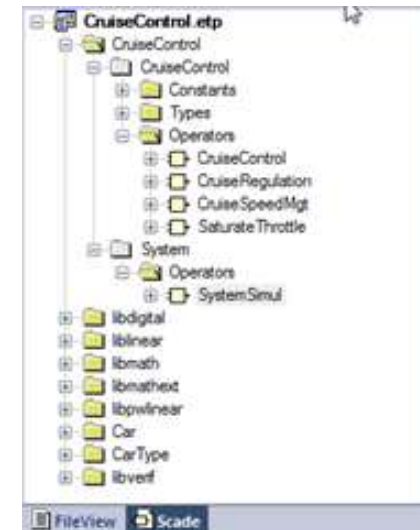 CruiseControl.etp
CruiseControl
CruiseControl
Constants
Types
Operators
CruiseControl
CruiseRegulation
CruiseSpeedMgt
SaturateThrottle
System
Operators
SystemSimul
libdigital
liblinear
libmath
libmathext
libpwlinear
Car
CarType
libverif
FileView Scade